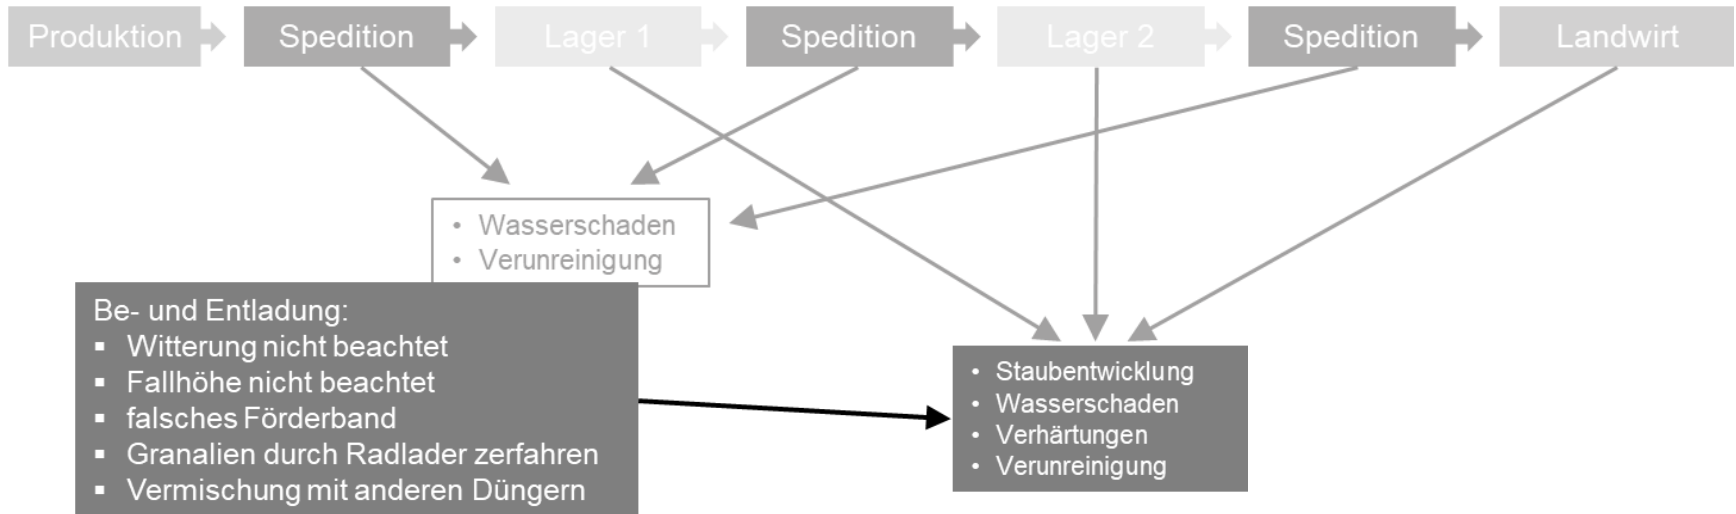 Produktion
Spedition
Lager 1
Spedition
Lager 2
Spedition
Landwirt
• Wasserschaden
• Verunreinigung
Be- und Entladung:
▪ Witterung nicht beachtet
▪ Fallhöhe nicht beachtet
▪ falsches Förderband
▪ Granalien durch Radlader zerfahren
▪ Vermischung mit anderen Düngern
• Staubentwicklung
• Wasserschaden
• Verhärtungen
• Verunreinigung